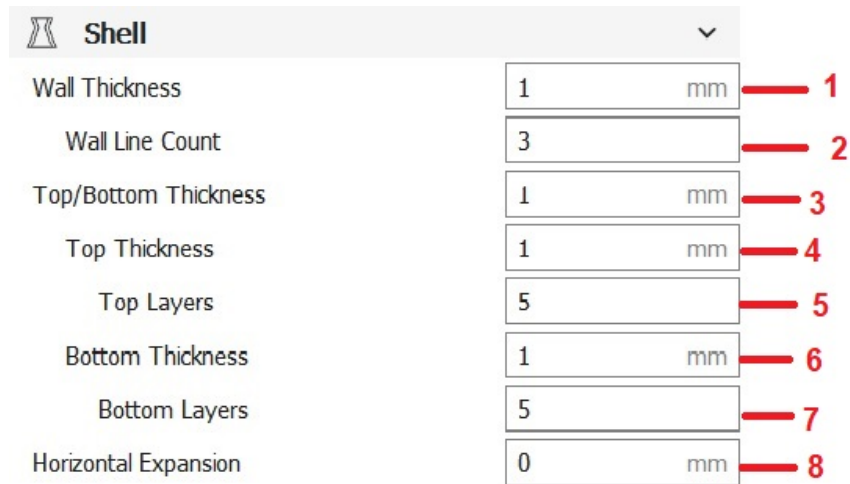 Shell
Wall Thickness 1 mm 1
Wall Line Count 3 2
Top/Bottom Thickness 1 mm 3
Top Thickness 1 mm 4
Top Layers 5 5
Bottom Thickness 1 mm 6
Bottom Layers 5 7
Horizontal Expansion 0 mm 8